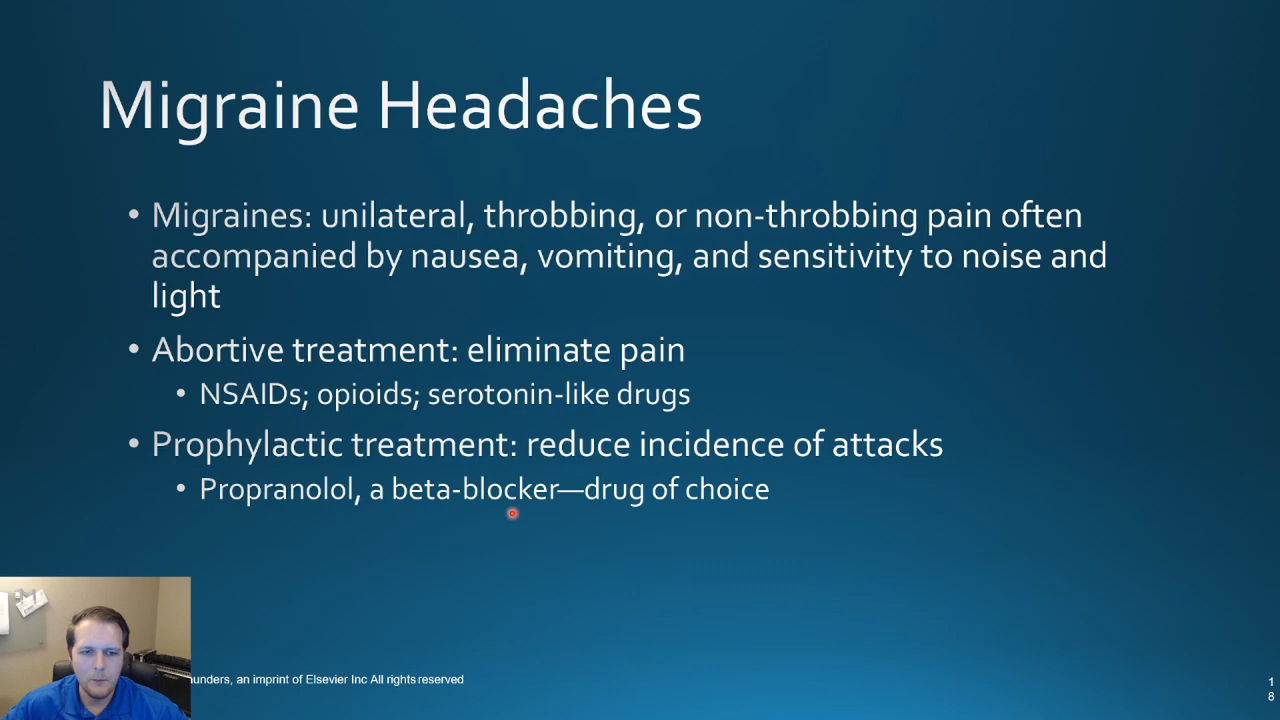 Migraine Headaches
• Migraines: unilateral, throbbing, or non-throbbing pain often
accompanied by nausea, vomiting, and sensitivity to noise and
light
• Abortive treatment: eliminate pain
• NSAIDs; opioids; serotonin-like drugs
• Prophylactic treatment: reduce incidence of attacks
• Propranolol, a beta-blocker—drug of choice
an imprint of Elsevier Inc All rights reserved
1
8